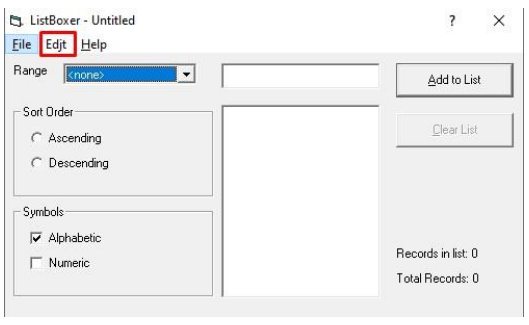 ListBoxer - Untitled
?
File Edjt Help
Range <none>
Add to List
Sort Order
Ascending
Descending
Clear List
Symbols
Alphabetic
Numeric
Records in list: 0
Total Records: 0